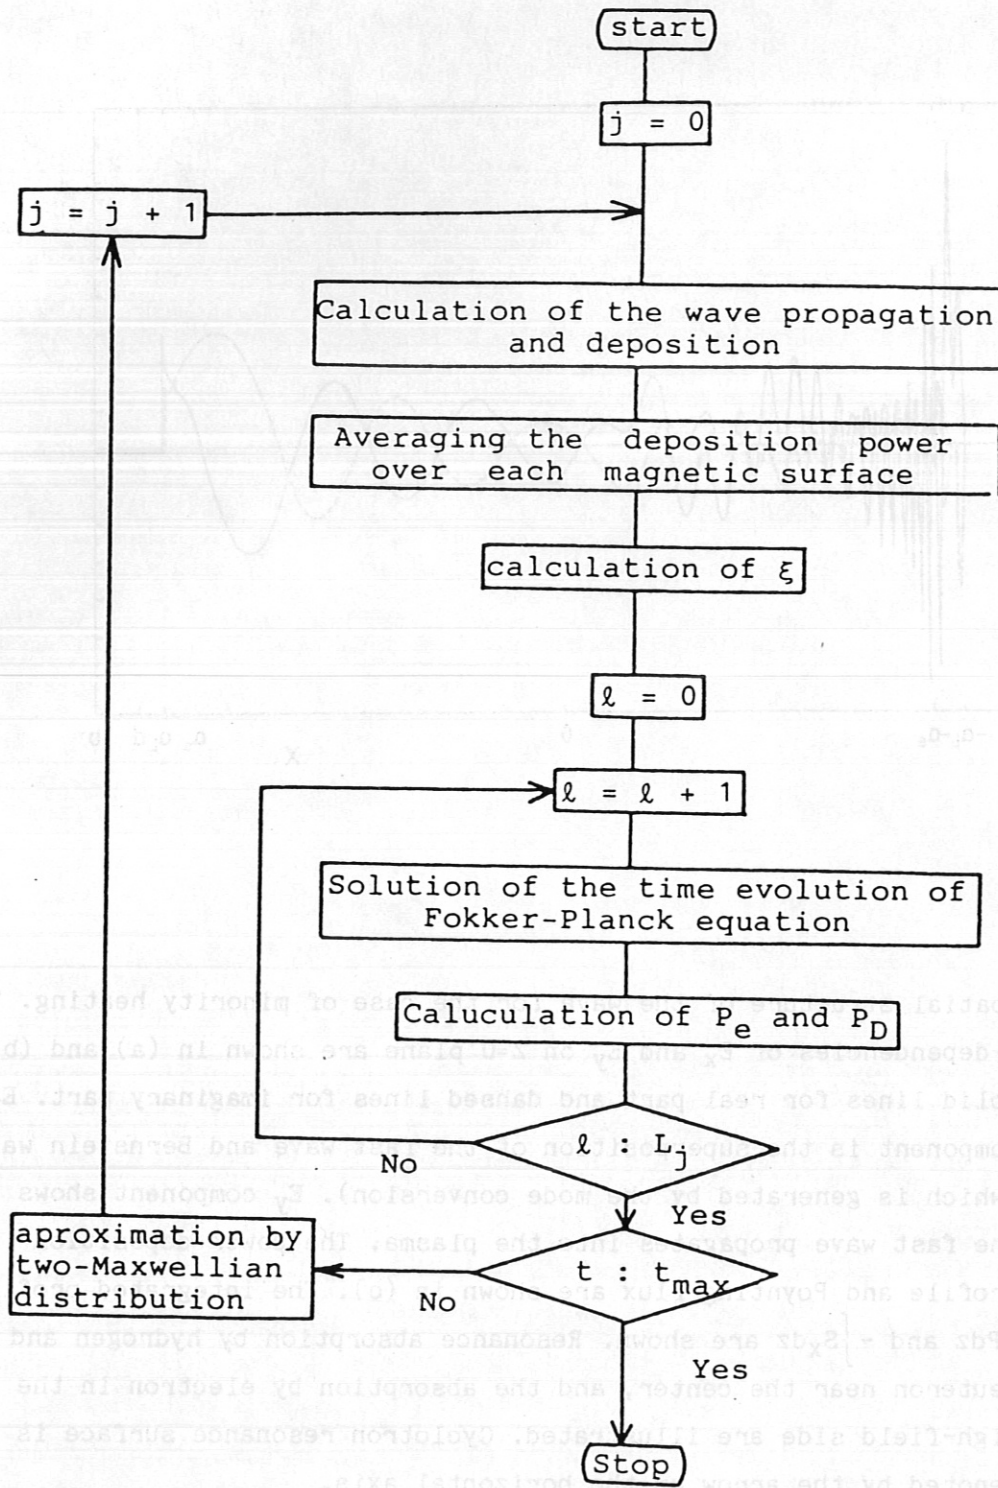 start
j = 0
j = j + 1
Calculation of the wave propagation
and deposition
Averaging the deposition power
over each magnetic surface
calculation of ξ
ℓ = 0
ℓ = ℓ + 1
Solution of the time evolution of
Fokker-Planck equation
Caluculation of Pe and PD
ℓ : Lj
No
Yes
aproximation by
two-Maxwellian
distribution
t : tmax
No
Yes
Stop